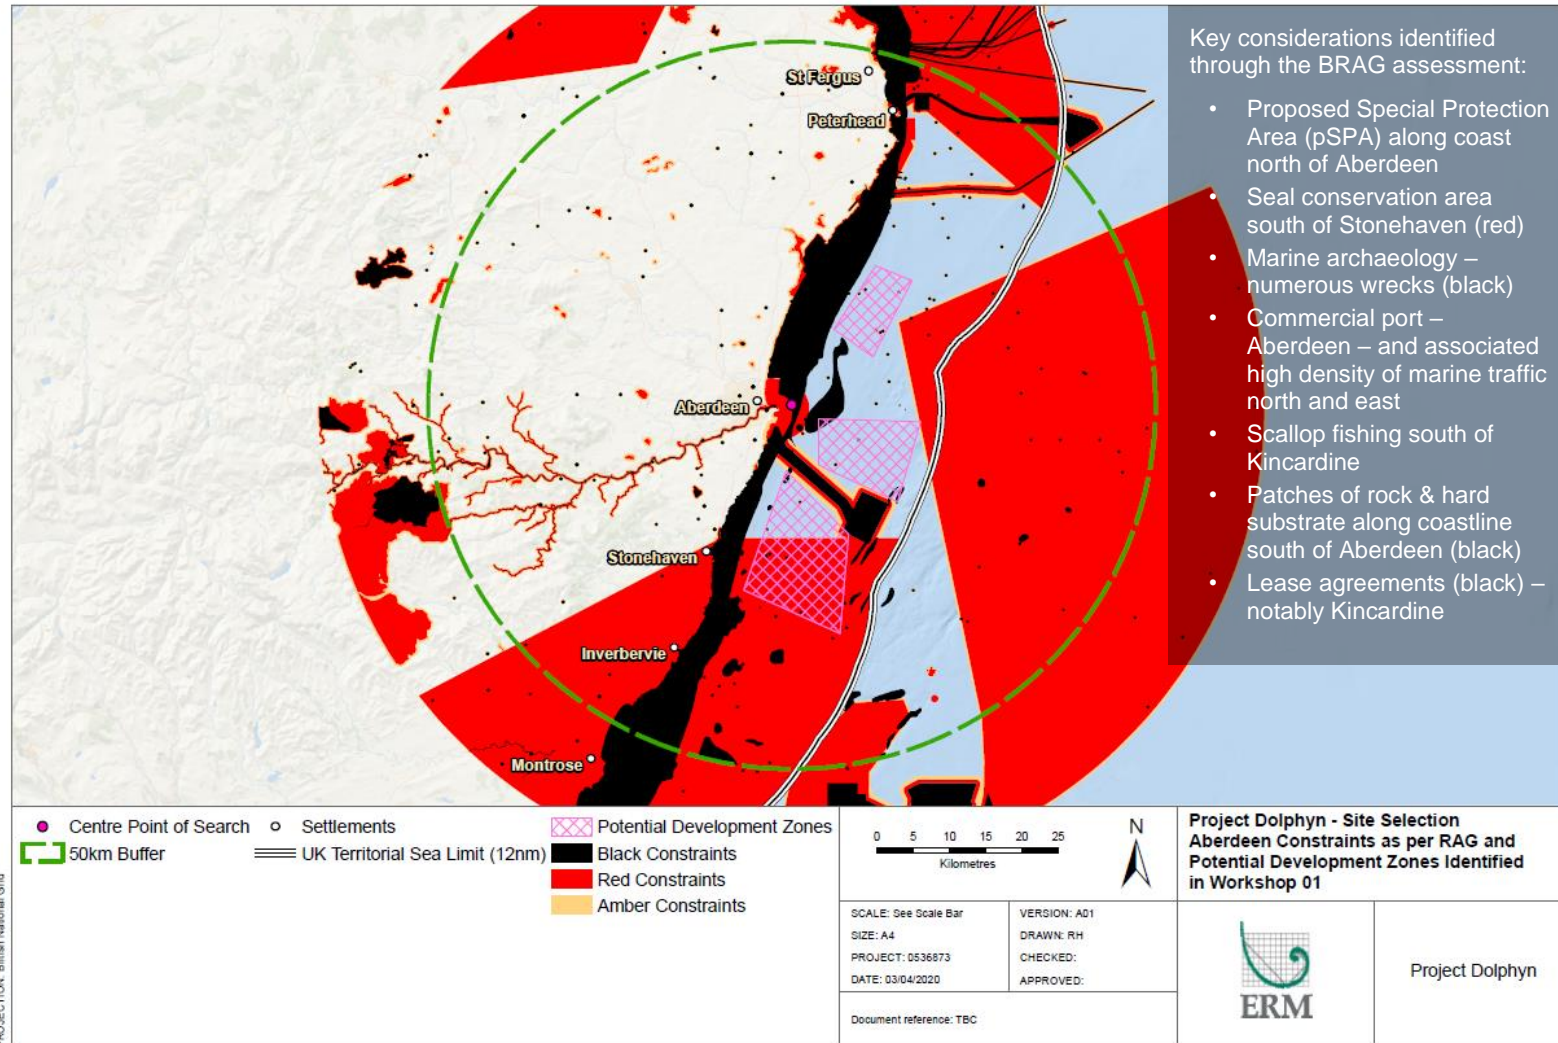 St Fergus
Peterhead
Aberdeen
Stonehaven
Inverbervie
Montrose
Key considerations identified
through the BRAG assessment:
• Proposed Special Protection
Area (pSPA) along coast
north of Aberdeen
• Seal conservation area
south of Stonehaven (red)
• Marine archaeology –
numerous wrecks (black)
• Commercial port –
Aberdeen – and associated
high density of marine traffic
north and east
• Scallop fishing south of
Kincardine
• Patches of rock & hard
substrate along coastline
south of Aberdeen (black)
• Lease agreements (black) –
notably Kincardine
Centre Point of Search
50km Buffer
Settlements
UK Territorial Sea Limit (12nm)
Potential Development Zones
Black Constraints
Red Constraints
Amber Constraints
0 5 10 15 20 25
Kilometres
N
SCALE: See Scale Bar
SIZE: A4
PROJECT: 0536873
DATE: 03/04/2020
VERSION: A01
DRAWN: RH
CHECKED:
APPROVED:
Document reference: TBC
Project Dolphyn - Site Selection
Aberdeen Constraints as per RAG and
Potential Development Zones Identified
in Workshop 01
ERM
Project Dolphyn
PROJECTION: British National Grid